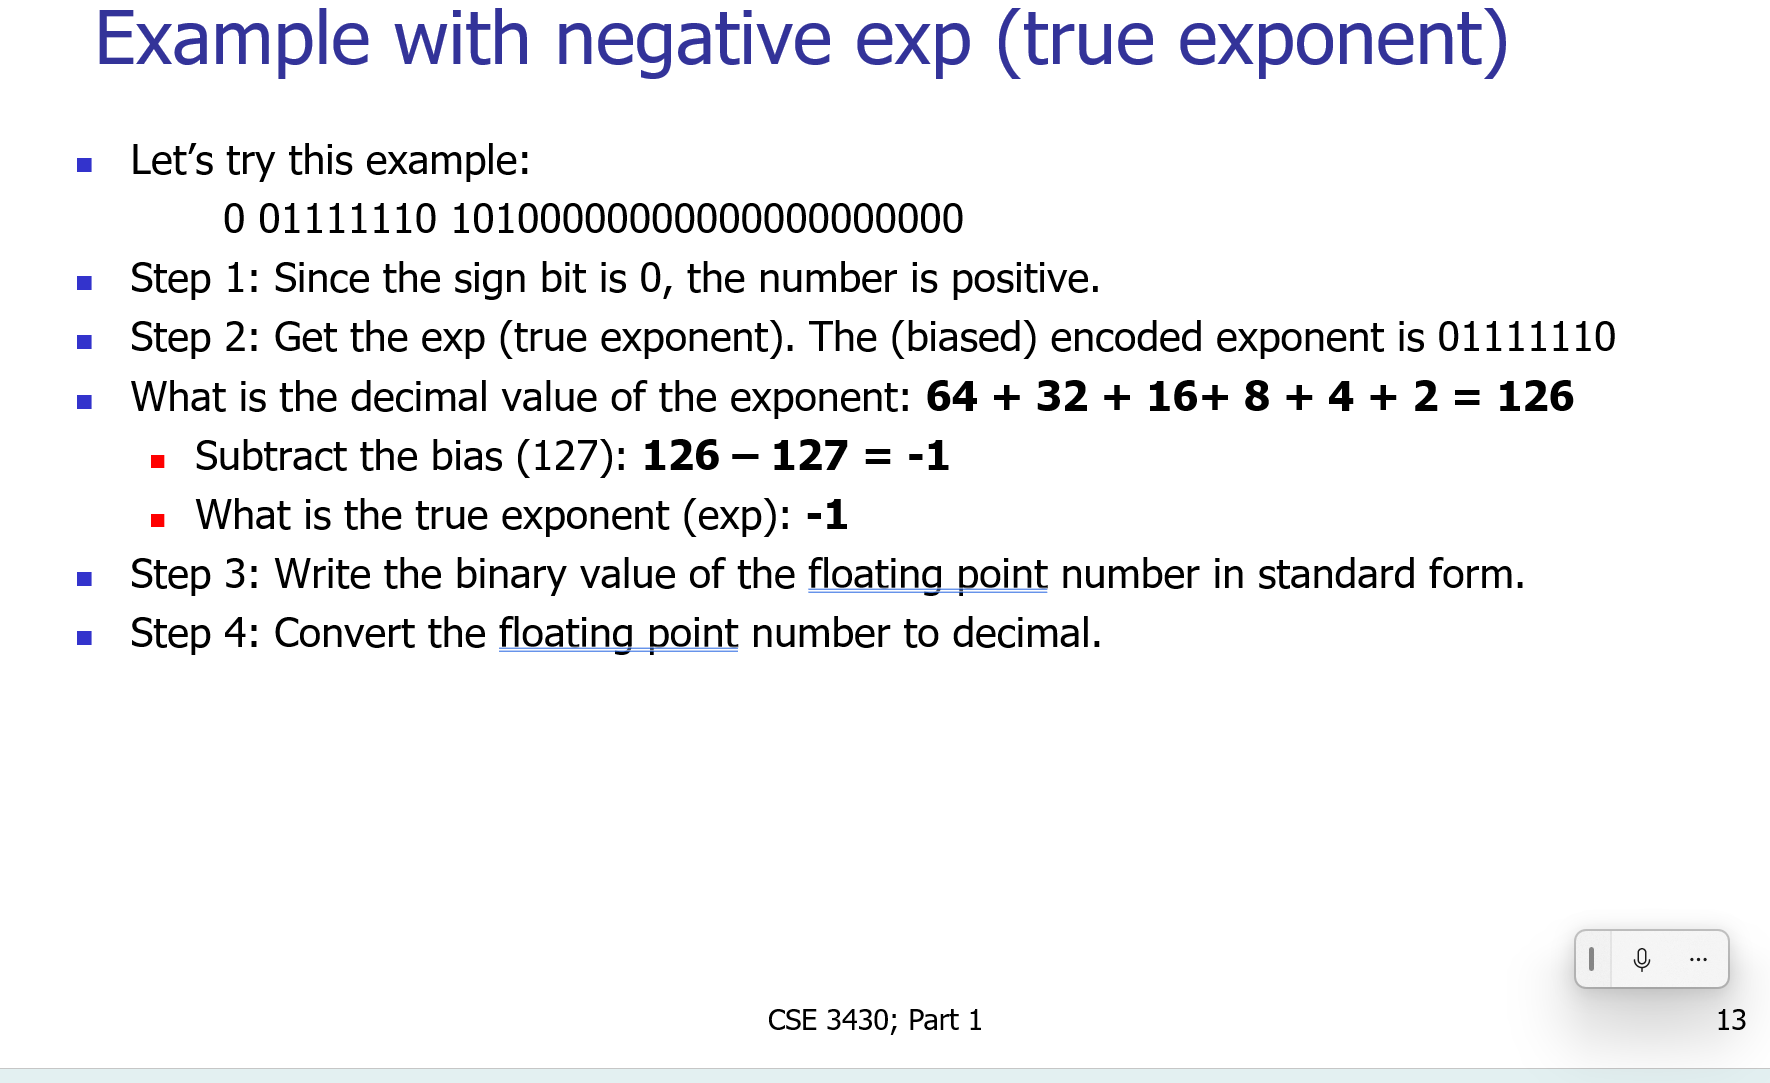 Example with negative exp (true exponent)
Let’s try this example:
0 01111110 10100000000000000000000
Step 1: Since the sign bit is 0, the number is positive.
Step 2: Get the exp (true exponent). The (biased) encoded exponent is 01111110
What is the decimal value of the exponent: 64 + 32 + 16+ 8 + 4 + 2 = 126
Subtract the bias (127): 126 – 127 = -1
What is the true exponent (exp): -1
Step 3: Write the binary value of the floating point number in standard form.
Step 4: Convert the floating point number to decimal.
CSE 3430; Part 1
13